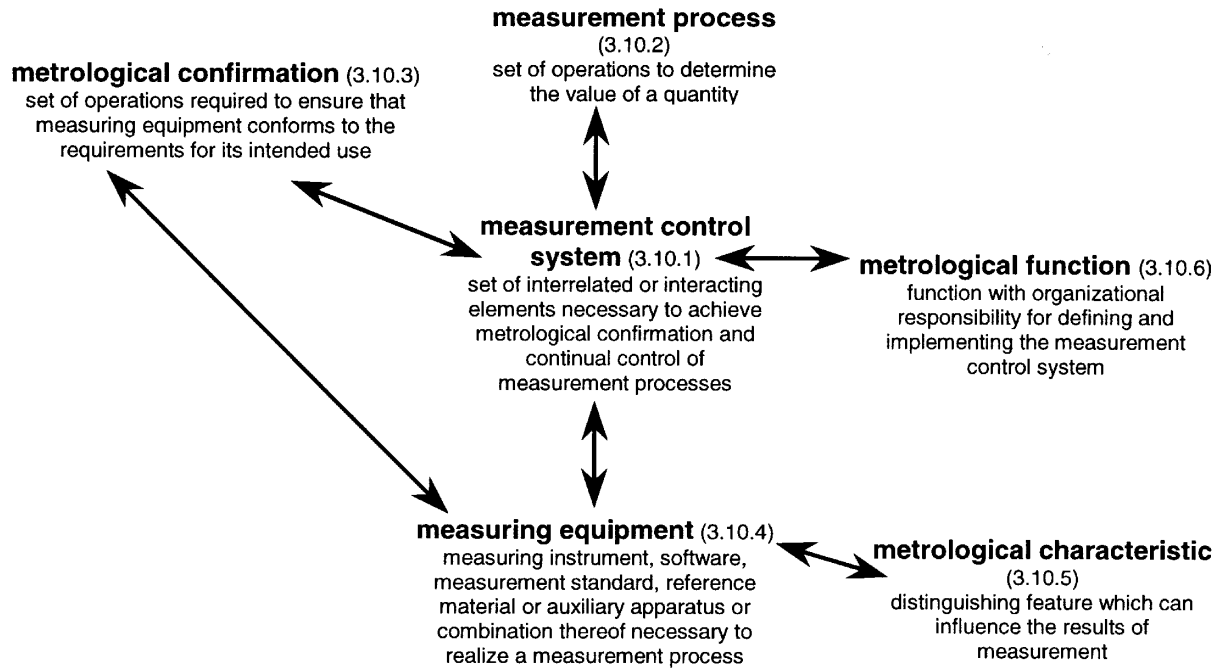 measurement process
(3.10.2)
set of operations to determine
the value of a quantity
metrological confirmation (3.10.3)
set of operations required to ensure that
measuring equipment conforms to the
requirements for its intended use
measurement control
system (3.10.1)
set of interrelated or interacting
elements necessary to achieve
metrological confirmation and
continual control of
measurement processes
metrological function (3.10.6)
function with organizational
responsibility for defining and
implementing the measurement
control system
measuring equipment (3.10.4)
measuring instrument, software,
measurement standard, reference
material or auxiliary apparatus or
combination thereof necessary to
realize a measurement process
metrological characteristic
(3.10.5)
distinguishing feature which can
influence the results of
measurement